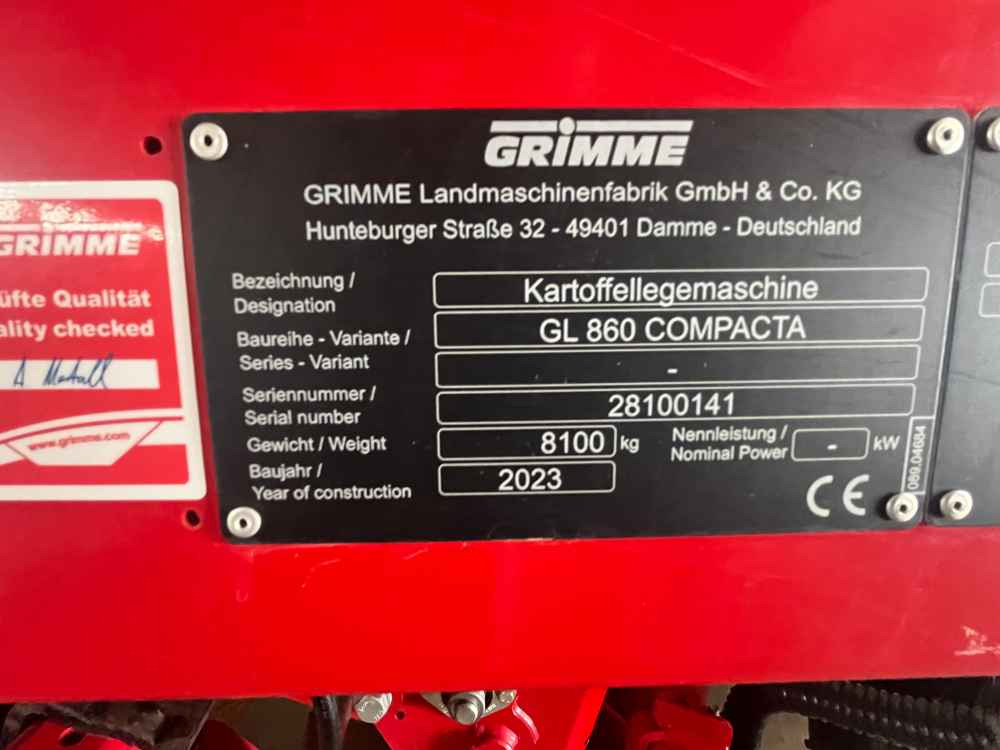 GRIMME
GRIMME Landmaschinenfabrik GmbH & Co. KG
Hunteburger Straße 32 - 49401 Damme - Deutschland
Bezeichnung /
Designation
Kartoffellegemaschine
Baureihe - Variante /
Series - Variant
GL 860 COMPACTA
-
Seriennummer /
Serial number
28100141
Gewicht / Weight
8100 kg
Nennleistung /
Nominal Power
- kW
Baujahr /
Year of construction
2023
CE
089.04684
GRIMME
üfte Qualität
ality checked
www.grimme.com